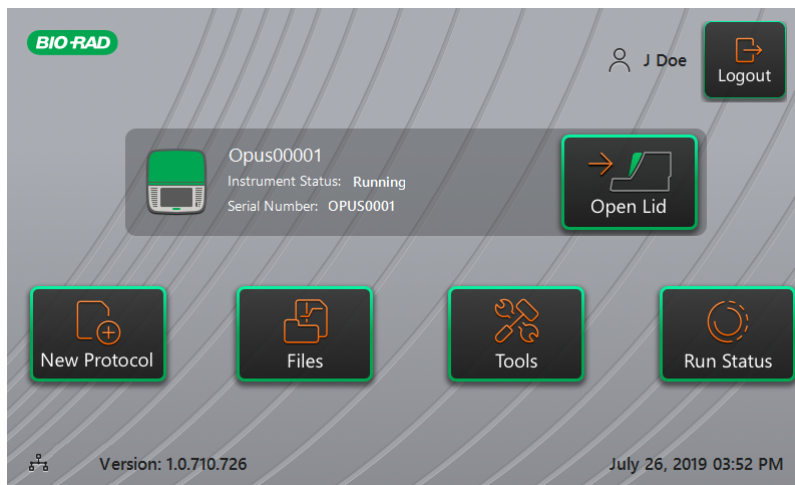 BIO-RAD
J Doe
Logout
Opus00001
Instrument Status: Running
Serial Number: OPUS0001
Open Lid
New Protocol
Files
Tools
Run Status
Version: 1.0.710.726
July 26, 2019 03:52 PM